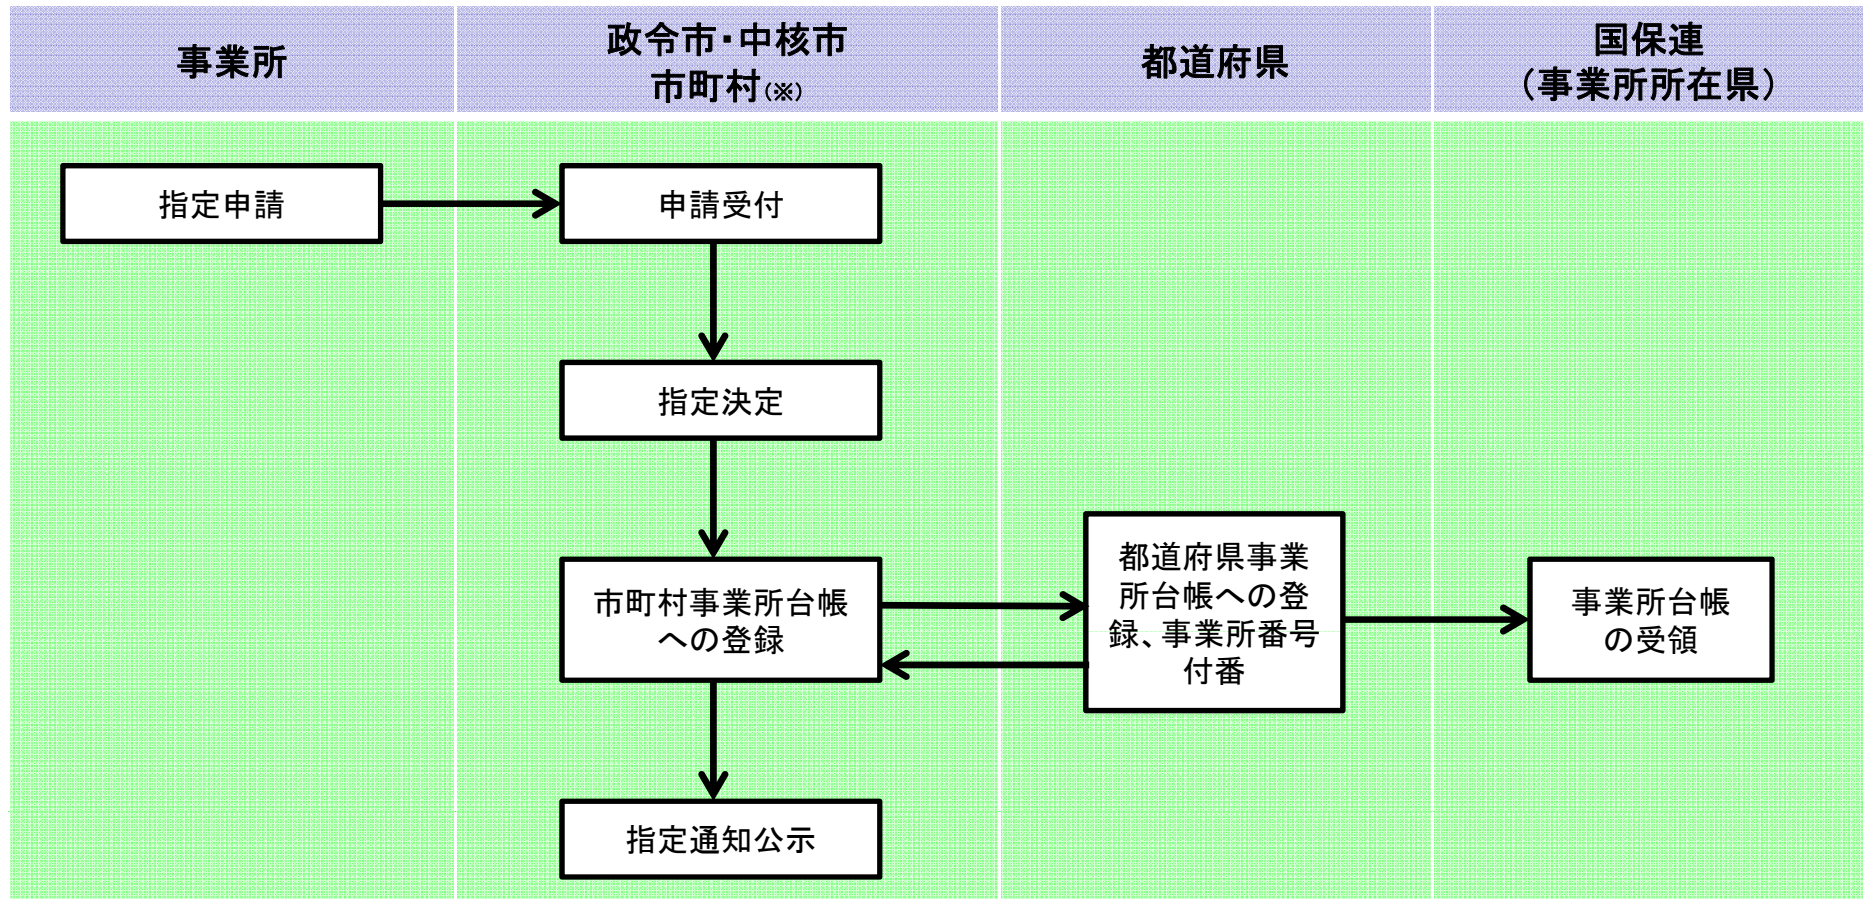 事業所
政令市・中核市
市町村(※)
都道府県
国保連
（事業所所在県）
指定申請
申請受付
指定決定
市町村事業所台帳
への登録
都道府県事業
所台帳への登
録、事業所番号
付番
事業所台帳
の受領
指定通知公示